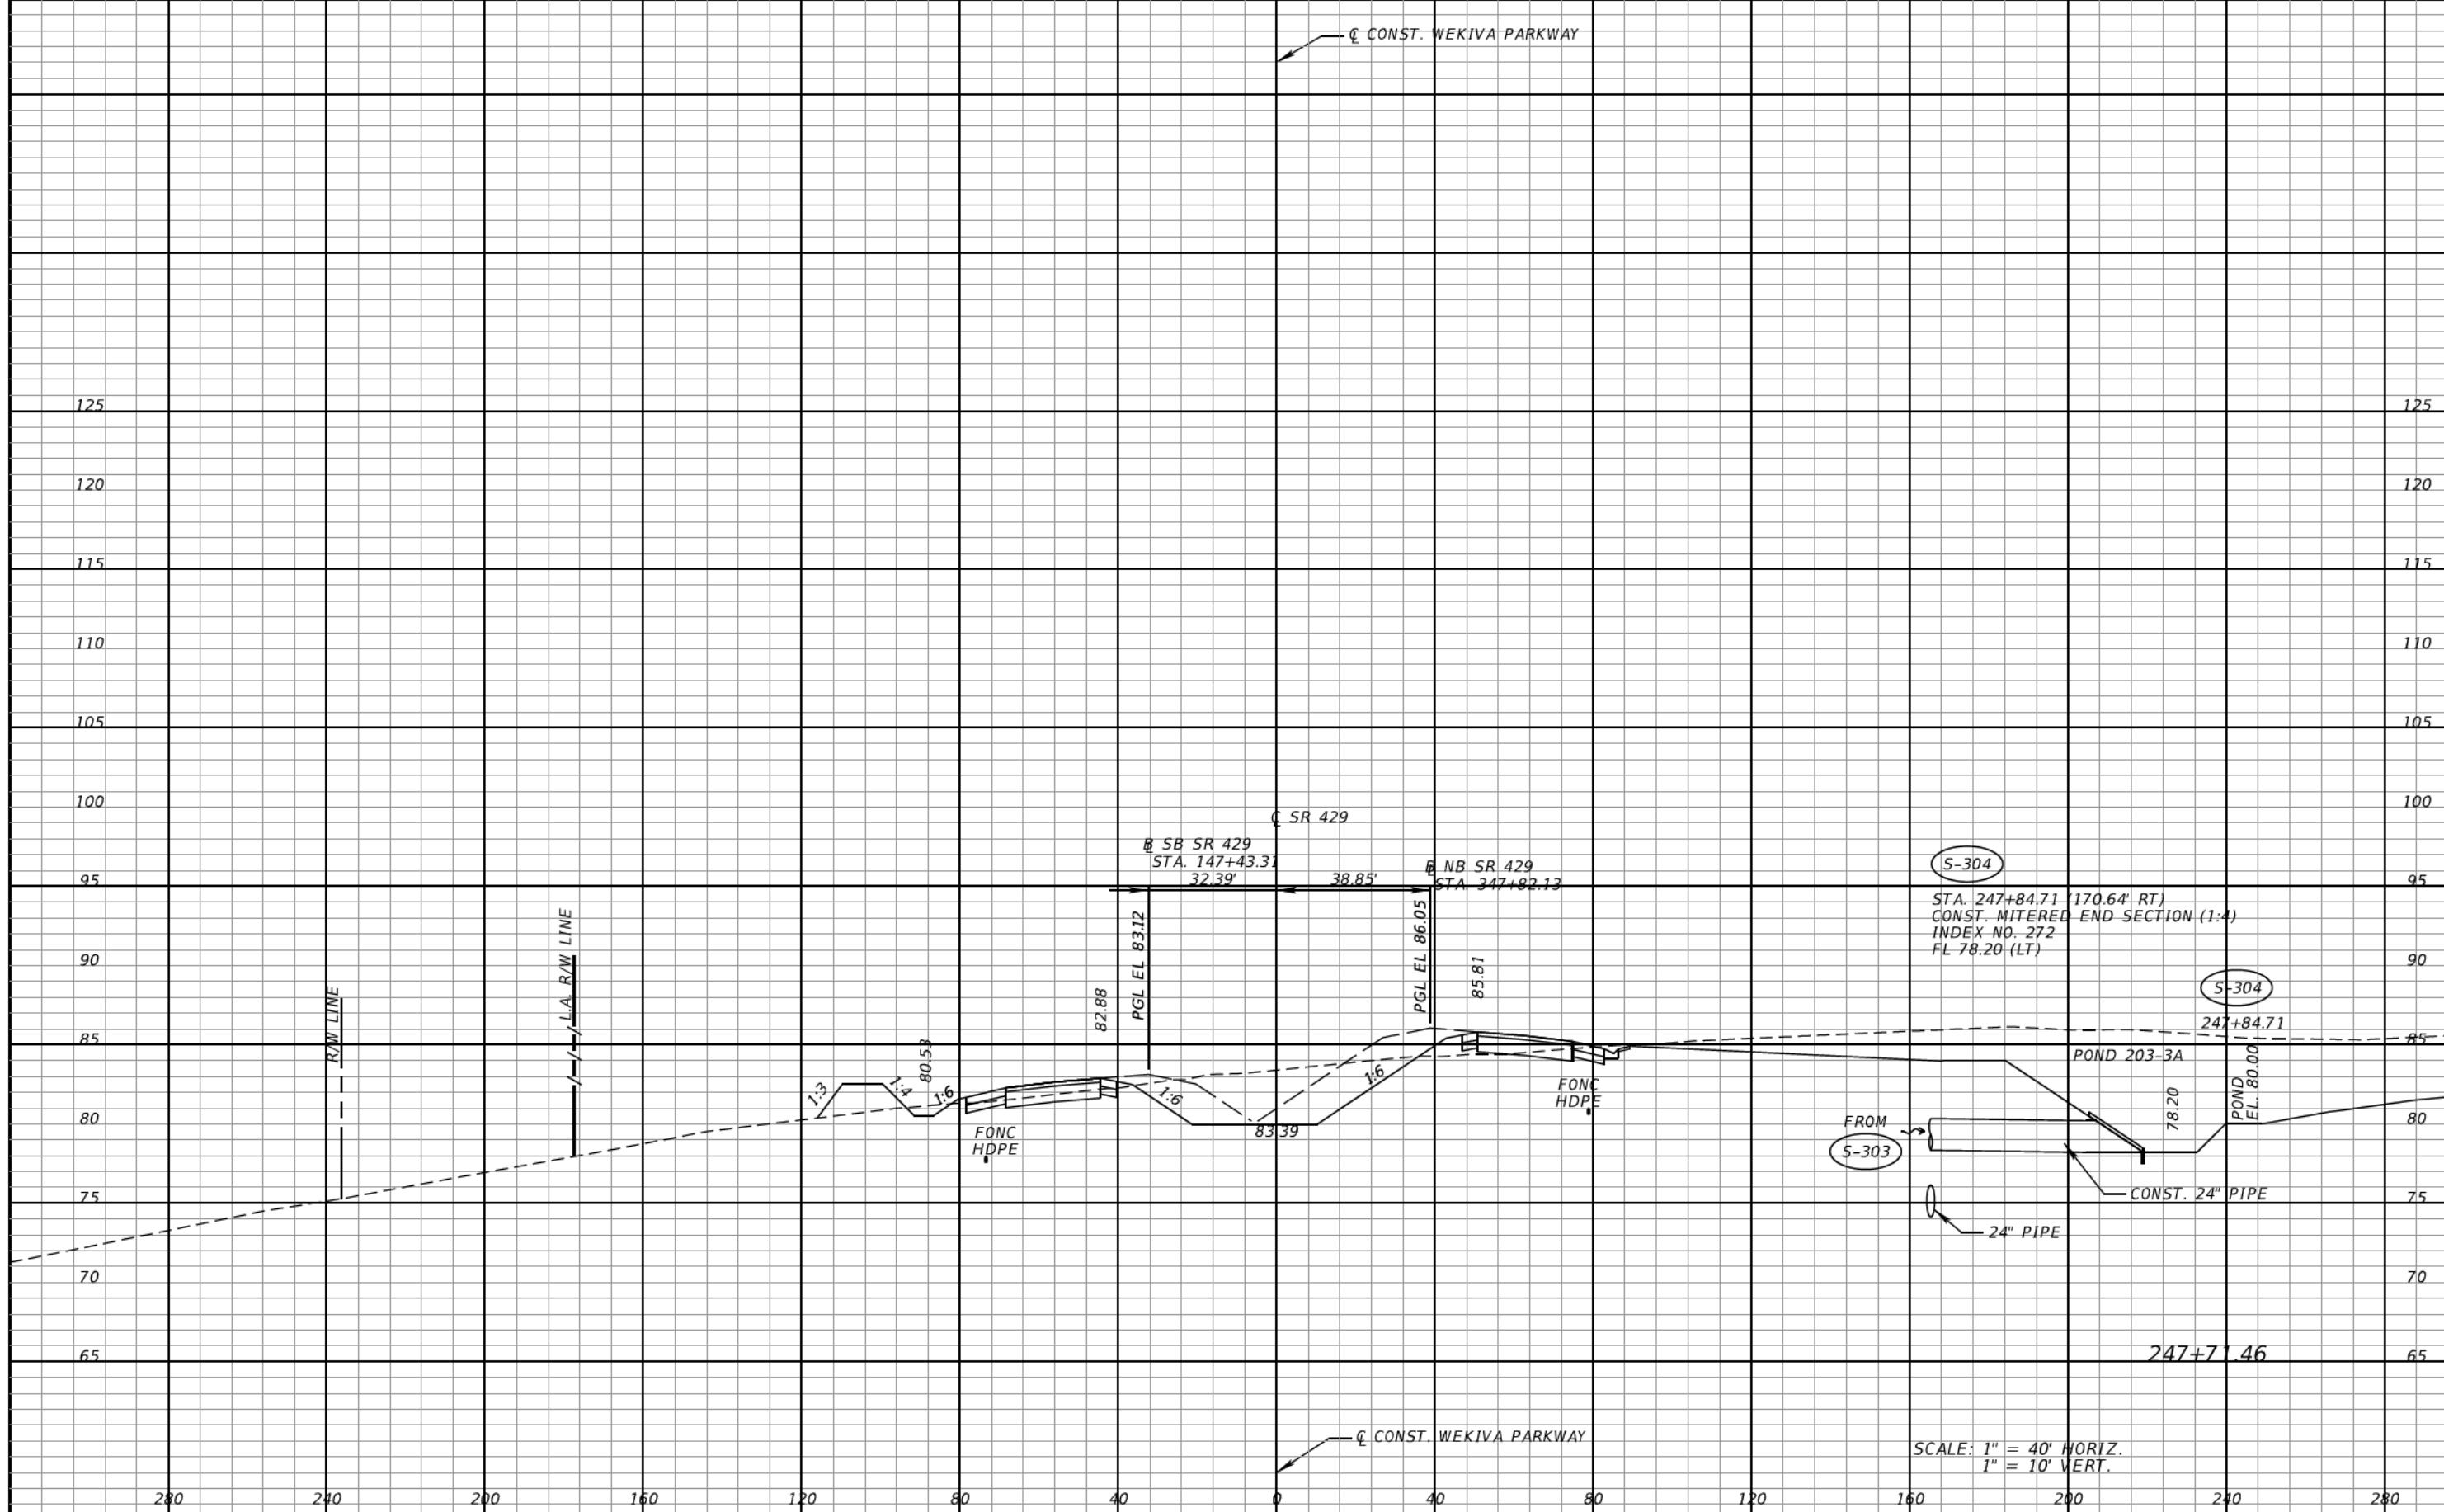 ℄ CONST. WEKIVA PARKWAY
125 125
120 120
115 115
110 110
105 105
100 100
℄ SR 429
B SB SR 429
STA. 147+43.31
32.39' 38.85'
B NB SR 429
STA. 347+82.13
95 95
S-304
STA. 247+84.71 (170.64' RT)
CONST. MITERED END SECTION (1:4)
INDEX NO. 272
FL 78.20 (LT)
90 90
R/W LINE
L.A. R/W LINE
82.88
PGL EL 83.12
PGL EL 86.05
85.81
S-304
247+84.71
85 85
POND 203-3A
1:3
1:4
80.53
1:6
1:6
1:6
FONC
HDPE
FONC
HDPE
83.39
80 80
FROM
S-303
78.20
POND
EL. 80.00
75 75
CONST. 24" PIPE
24" PIPE
70 70
65 65
247+71.46
℄ CONST. WEKIVA PARKWAY
SCALE: 1" = 40' HORIZ.
1" = 10' VERT.
280 240 200 160 120 80 40 0 40 80 120 160 200 240 280